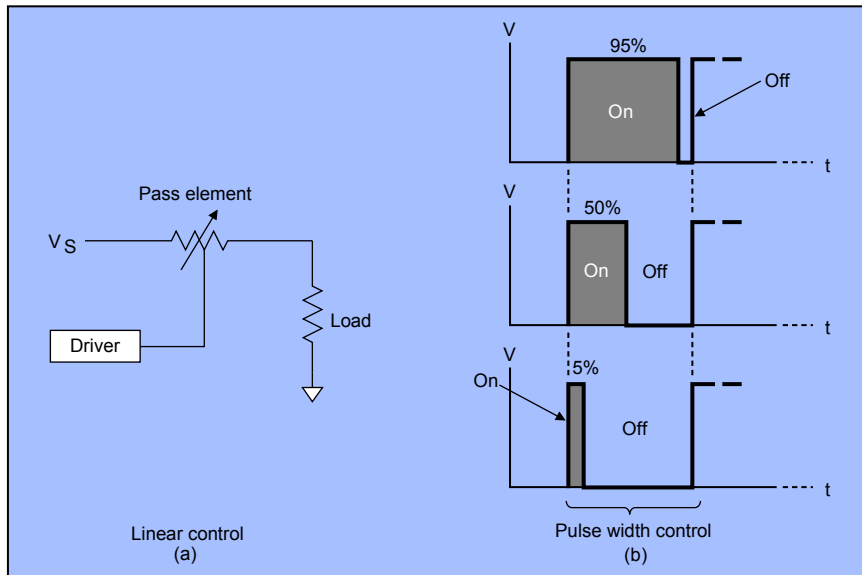 Pass element
V S
Driver
Load
Linear control
(a)
V
95%
On
Off
t
V
50%
On
Off
t
V
5%
On
Off
t
Pulse width control
(b)